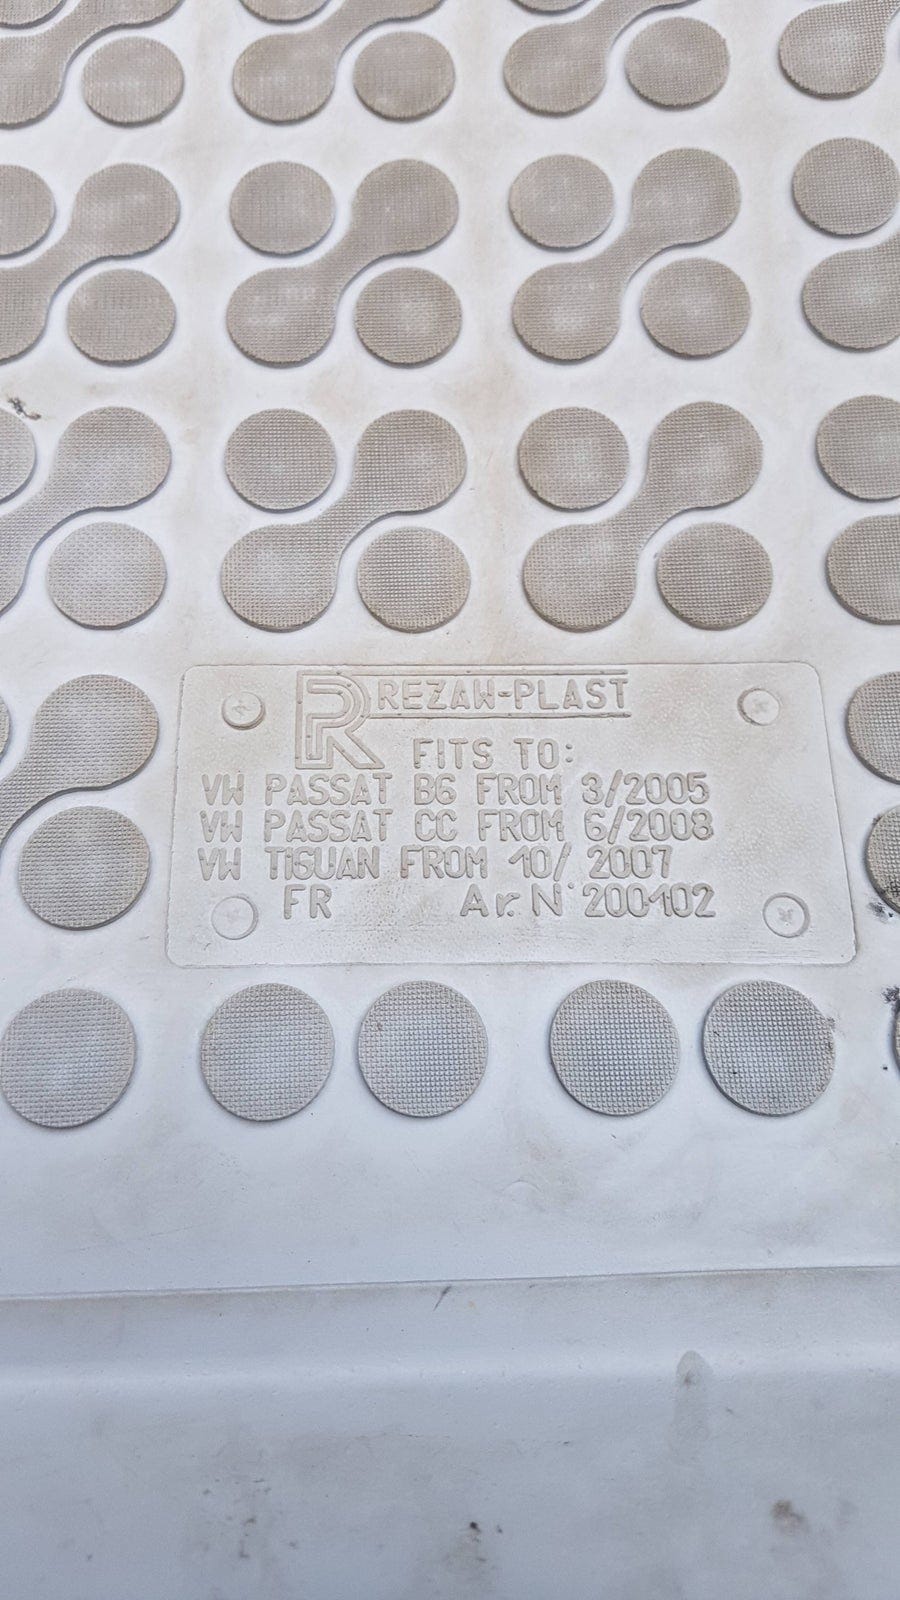 R REZAW-PLAST
FITS TO:
VW PASSAT B6 FROM 3/2005
VW PASSAT CC FROM 6/2008
VW TIGUAN FROM 10/ 2007
FR Ar. N° 200102